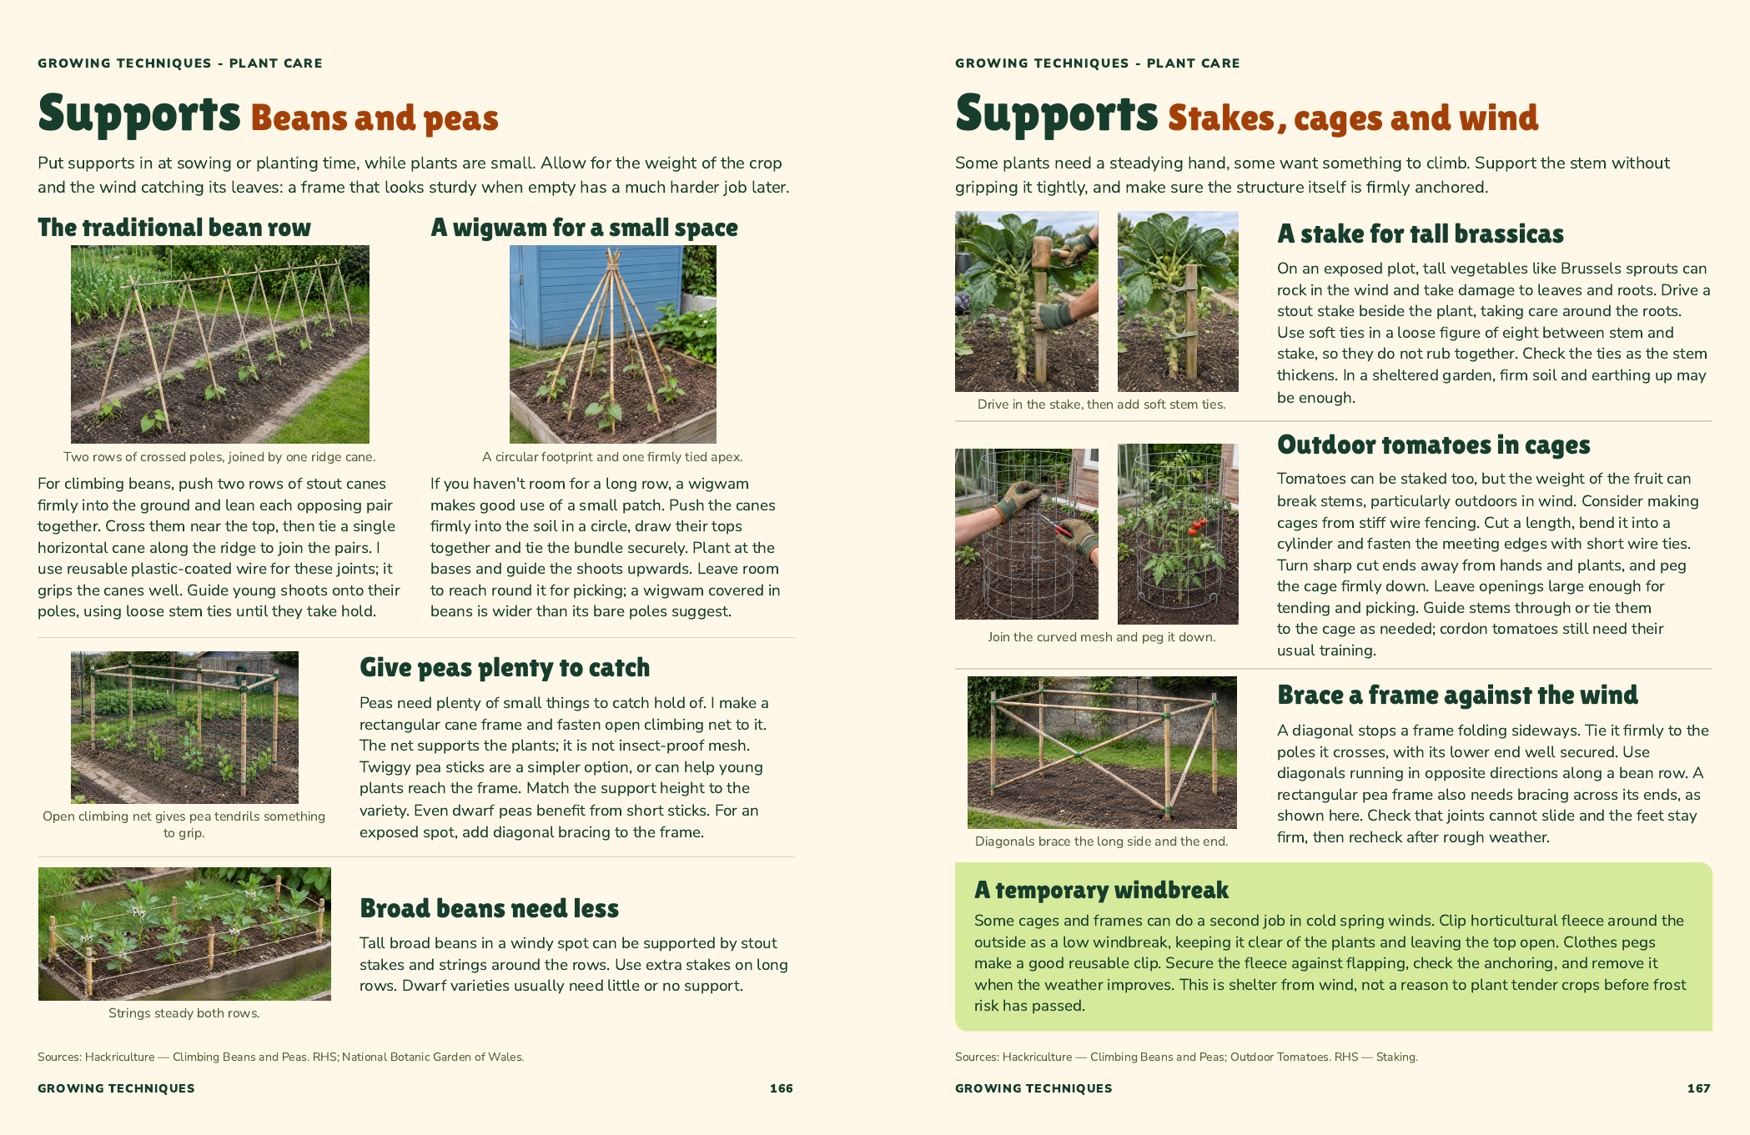 GROWING TECHNIQUES - PLANT CARE
Supports Beans and peas
Put supports in at sowing or planting time, while plants are small. Allow for the weight of the crop
and the wind catching its leaves: a frame that looks sturdy when empty has a much harder job later.
The traditional bean row
Two rows of crossed poles, joined by one ridge cane.
For climbing beans, push two rows of stout canes
firmly into the ground and lean each opposing pair
together. Cross them near the top, then tie a single
horizontal cane along the ridge to join the pairs. I
use reusable plastic-coated wire for these joints; it
grips the canes well. Guide young shoots onto their
poles, using loose stem ties until they take hold.
A wigwam for a small space
A circular footprint and one firmly tied apex.
If you haven't room for a long row, a wigwam
makes good use of a small patch. Push the canes
firmly into the soil in a circle, draw their tops
together and tie the bundle securely. Plant at the
bases and guide the shoots upwards. Leave room
to reach round it for picking; a wigwam covered in
beans is wider than its bare poles suggest.
Open climbing net gives pea tendrils something
to grip.
Give peas plenty to catch
Peas need plenty of small things to catch hold of. I make a
rectangular cane frame and fasten open climbing net to it.
The net supports the plants; it is not insect-proof mesh.
Twiggy pea sticks are a simpler option, or can help young
plants reach the frame. Match the support height to the
variety. Even dwarf peas benefit from short sticks. For an
exposed spot, add diagonal bracing to the frame.
Strings steady both rows.
Broad beans need less
Tall broad beans in a windy spot can be supported by stout
stakes and strings around the rows. Use extra stakes on long
rows. Dwarf varieties usually need little or no support.
Sources: Hackriculture — Climbing Beans and Peas. RHS; National Botanic Garden of Wales.
GROWING TECHNIQUES
166
GROWING TECHNIQUES - PLANT CARE
Supports Stakes, cages and wind
Some plants need a steadying hand, some want something to climb. Support the stem without
gripping it tightly, and make sure the structure itself is firmly anchored.
Drive in the stake, then add soft stem ties.
A stake for tall brassicas
On an exposed plot, tall vegetables like Brussels sprouts can
rock in the wind and take damage to leaves and roots. Drive a
stout stake beside the plant, taking care around the roots.
Use soft ties in a loose figure of eight between stem and
stake, so they do not rub together. Check the ties as the stem
thickens. In a sheltered garden, firm soil and earthing up may
be enough.
Join the curved mesh and peg it down.
Outdoor tomatoes in cages
Tomatoes can be staked too, but the weight of the fruit can
break stems, particularly outdoors in wind. Consider making
cages from stiff wire fencing. Cut a length, bend it into a
cylinder and fasten the meeting edges with short wire ties.
Turn sharp cut ends away from hands and plants, and peg
the cage firmly down. Leave openings large enough for
tending and picking. Guide stems through or tie them
to the cage as needed; cordon tomatoes still need their
usual training.
Diagonals brace the long side and the end.
Brace a frame against the wind
A diagonal stops a frame folding sideways. Tie it firmly to the
poles it crosses, with its lower end well secured. Use
diagonals running in opposite directions along a bean row. A
rectangular pea frame also needs bracing across its ends, as
shown here. Check that joints cannot slide and the feet stay
firm, then recheck after rough weather.
A temporary windbreak
Some cages and frames can do a second job in cold spring winds. Clip horticultural fleece around the
outside as a low windbreak, keeping it clear of the plants and leaving the top open. Clothes pegs
make a good reusable clip. Secure the fleece against flapping, check the anchoring, and remove it
when the weather improves. This is shelter from wind, not a reason to plant tender crops before frost
risk has passed.
Sources: Hackriculture — Climbing Beans and Peas; Outdoor Tomatoes. RHS — Staking.
GROWING TECHNIQUES
167